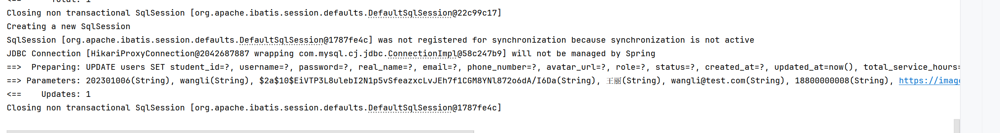 <==      Total: 1
Closing non transactional SqlSession [org.apache.ibatis.session.defaults.DefaultSqlSession@22c99c17]
Creating a new SqlSession
SqlSession [org.apache.ibatis.session.defaults.DefaultSqlSession@1787fe4c] was not registered for synchronization because synchronization is not active
JDBC Connection [HikariProxyConnection@2042687887 wrapping com.mysql.cj.jdbc.ConnectionImpl@58c247b9] will not be managed by Spring
==>  Preparing: UPDATE users SET student_id=?, username=?, password=?, real_name=?, email=?, phone_number=?, avatar_url=?, role=?, status=?, created_at=?, updated_at=now(), total_service_hours=
==> Parameters: 202301006(String), wangli(String), $2a$10$EiVTP3L8ulebI2N1p5vSfeazxcLvJEh7f1CGM8YNl872o6dA/I6Da(String), 王丽(String), wangli@test.com(String), 18800000008(String), https://image
<==    Updates: 1
Closing non transactional SqlSession [org.apache.ibatis.session.defaults.DefaultSqlSession@1787fe4c]